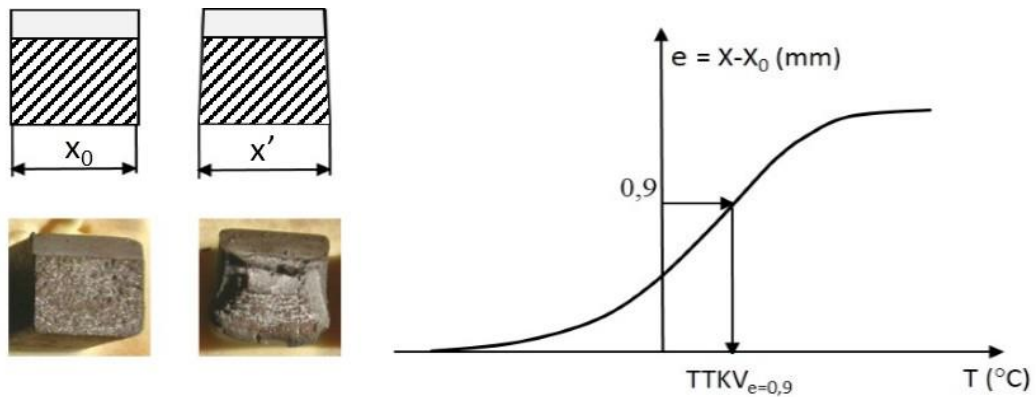 x₀
x’
e = X-X₀ (mm)
0,9
TTKVₑ₌₀,₉
T (°C)